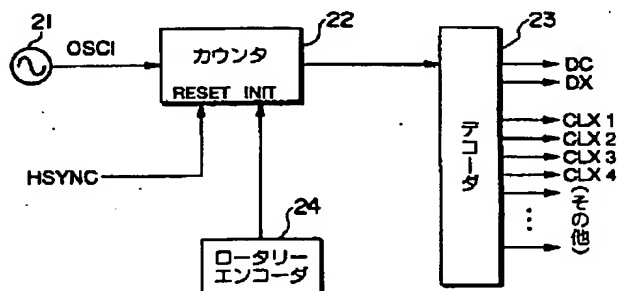 21
OSCI
カウンタ
RESET INIT
22
HSYNC
24
ロータリー
エンコーダ
23
デコーダ
DC
DX
CLX 1
CLX 2
CLX 3
CLX 4
(その他)